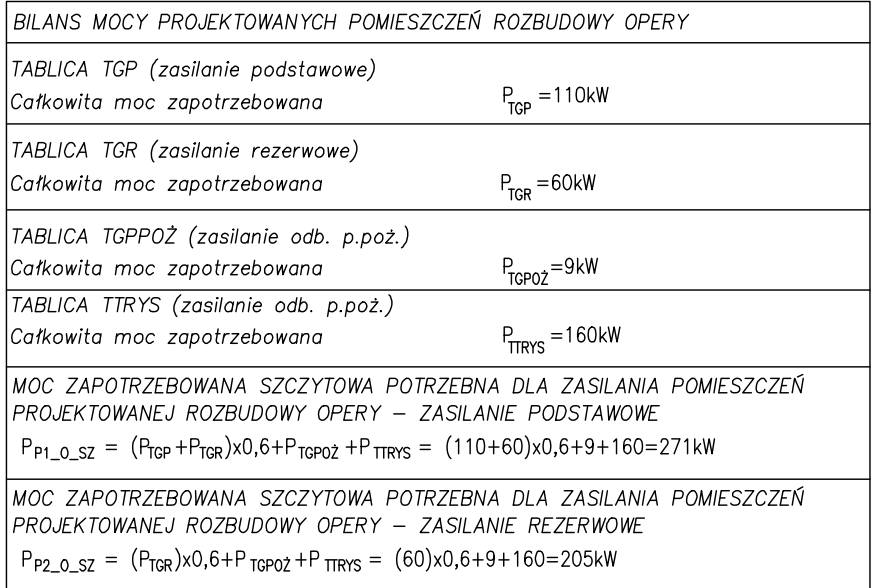 BILANS MOCY PROJEKTOWANYCH POMIESZCZEŃ ROZBUDOWY OPERY
TABLICA TGP (zasilanie podstawowe)
Całkowita moc zapotrzebowana P_TGP =110kW
TABLICA TGR (zasilanie rezerwowe)
Całkowita moc zapotrzebowana P_TGR =60kW
TABLICA TGPPOŻ (zasilanie odb. p.poż.)
Całkowita moc zapotrzebowana P_TGPOŻ =9kW
TABLICA TTRYS (zasilanie odb. p.poż.)
Całkowita moc zapotrzebowana P_TTRYS =160kW
MOC ZAPOTRZEBOWANA SZCZYTOWA POTRZEBNA DLA ZASILANIA POMIESZCZEŃ
PROJEKTOWANEJ ROZBUDOWY OPERY – ZASILANIE PODSTAWOWE
P_P1_O_SZ = (P_TGP +P_TGR)x0,6+P_TGPOŻ +P_TTRYS = (110+60)x0,6+9+160=271kW
MOC ZAPOTRZEBOWANA SZCZYTOWA POTRZEBNA DLA ZASILANIA POMIESZCZEŃ
PROJEKTOWANEJ ROZBUDOWY OPERY – ZASILANIE REZERWOWE
P_P2_O_SZ = (P_TGR)x0,6+P_TGPOŻ +P_TTRYS = (60)x0,6+9+160=205kW